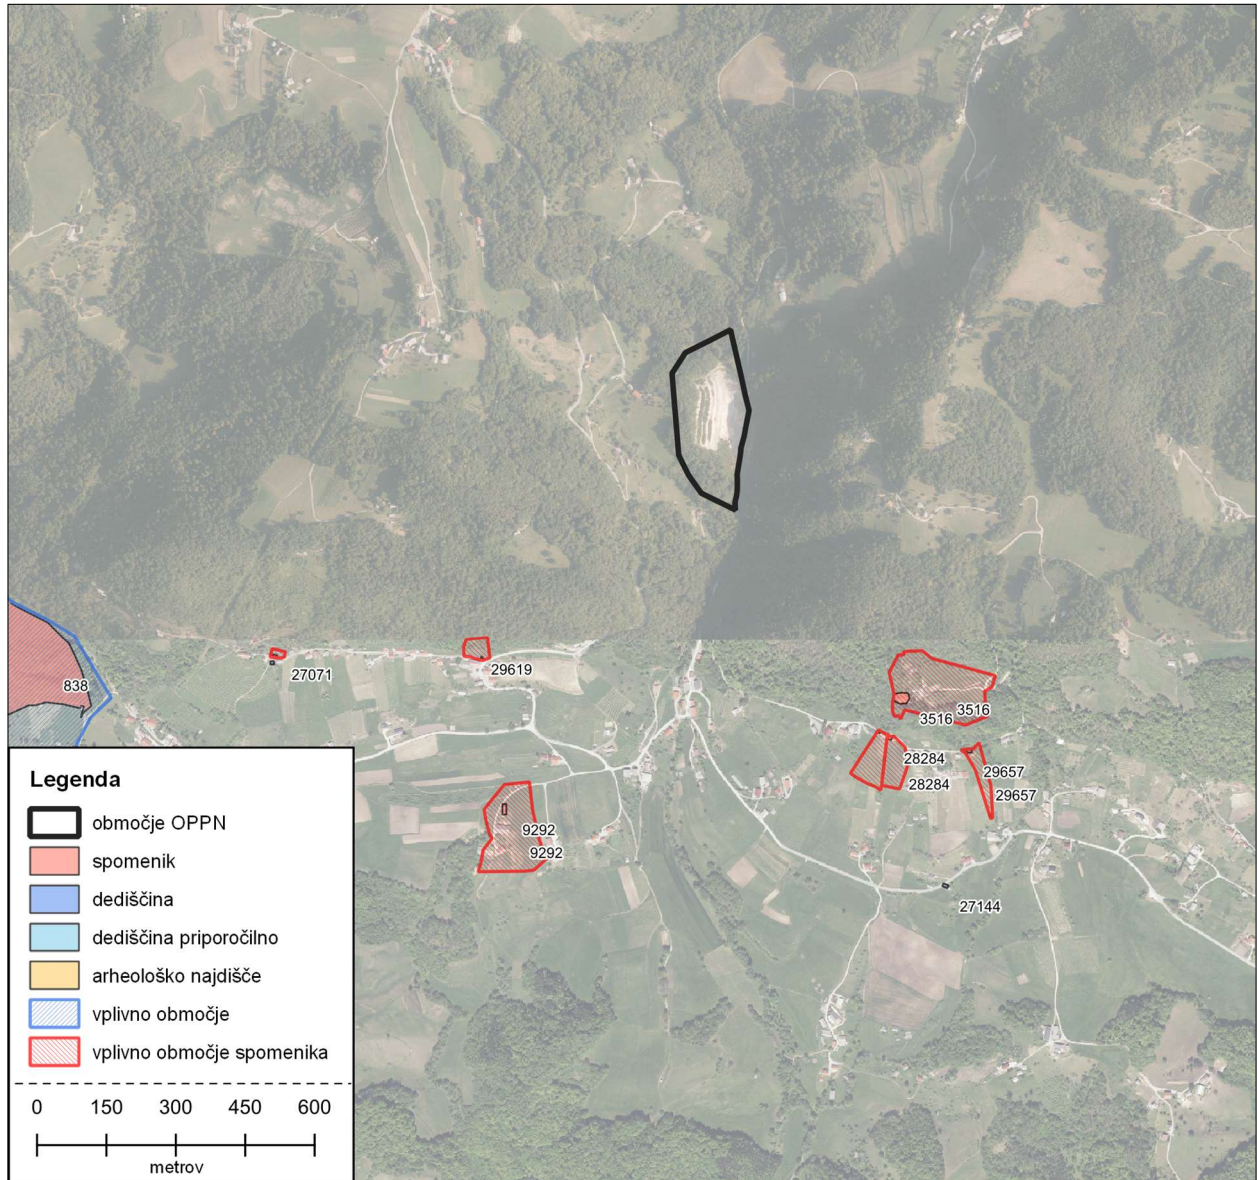 838
27071
29619
3516
3516
28284
28284
29657
29657
9292
9292
27144
Legenda
območje OPPN
spomenik
dediščina
dediščina priporočilno
arheološko najdišče
vplivno območje
vplivno območje spomenika
0 150 300 450 600
metrov